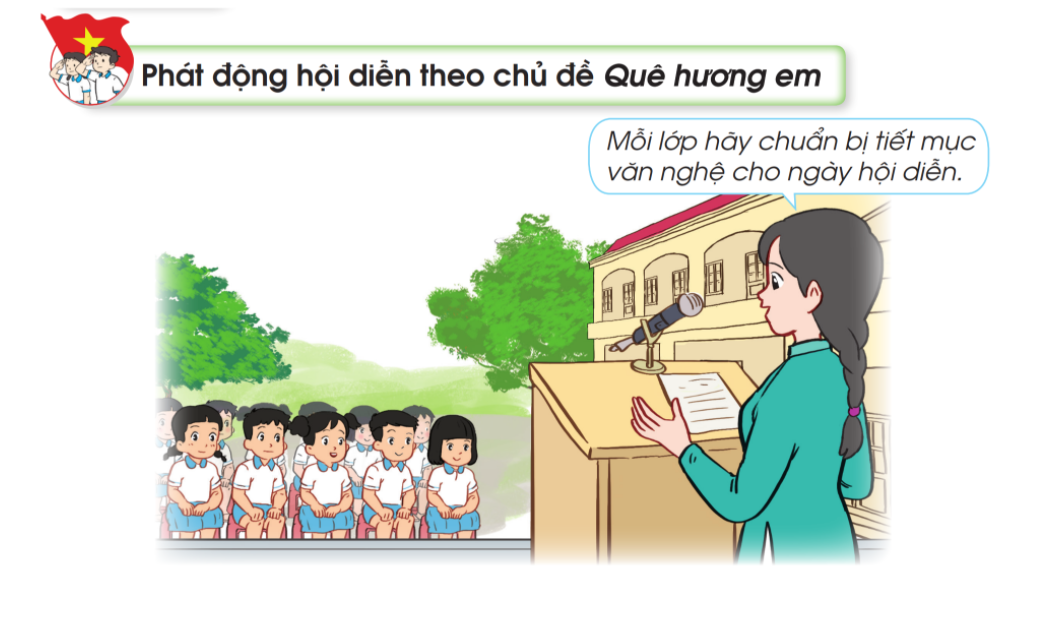 Phát động hội diễn theo chủ đề Quê hương em
Mỗi lớp hãy chuẩn bị tiết mục
văn nghệ cho ngày hội diễn.